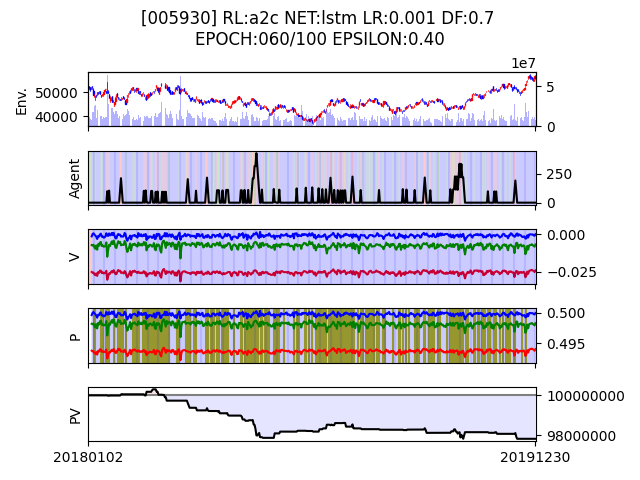 [005930] RL:a2c NET:lstm LR:0.001 DF:0.7
EPOCH:060/100 EPSILON:0.40
1e7
Env.
50000
40000
5
0
Agent
250
0
V
0.000
−0.025
P
0.500
0.495
PV
100000000
98000000
20180102
20191230